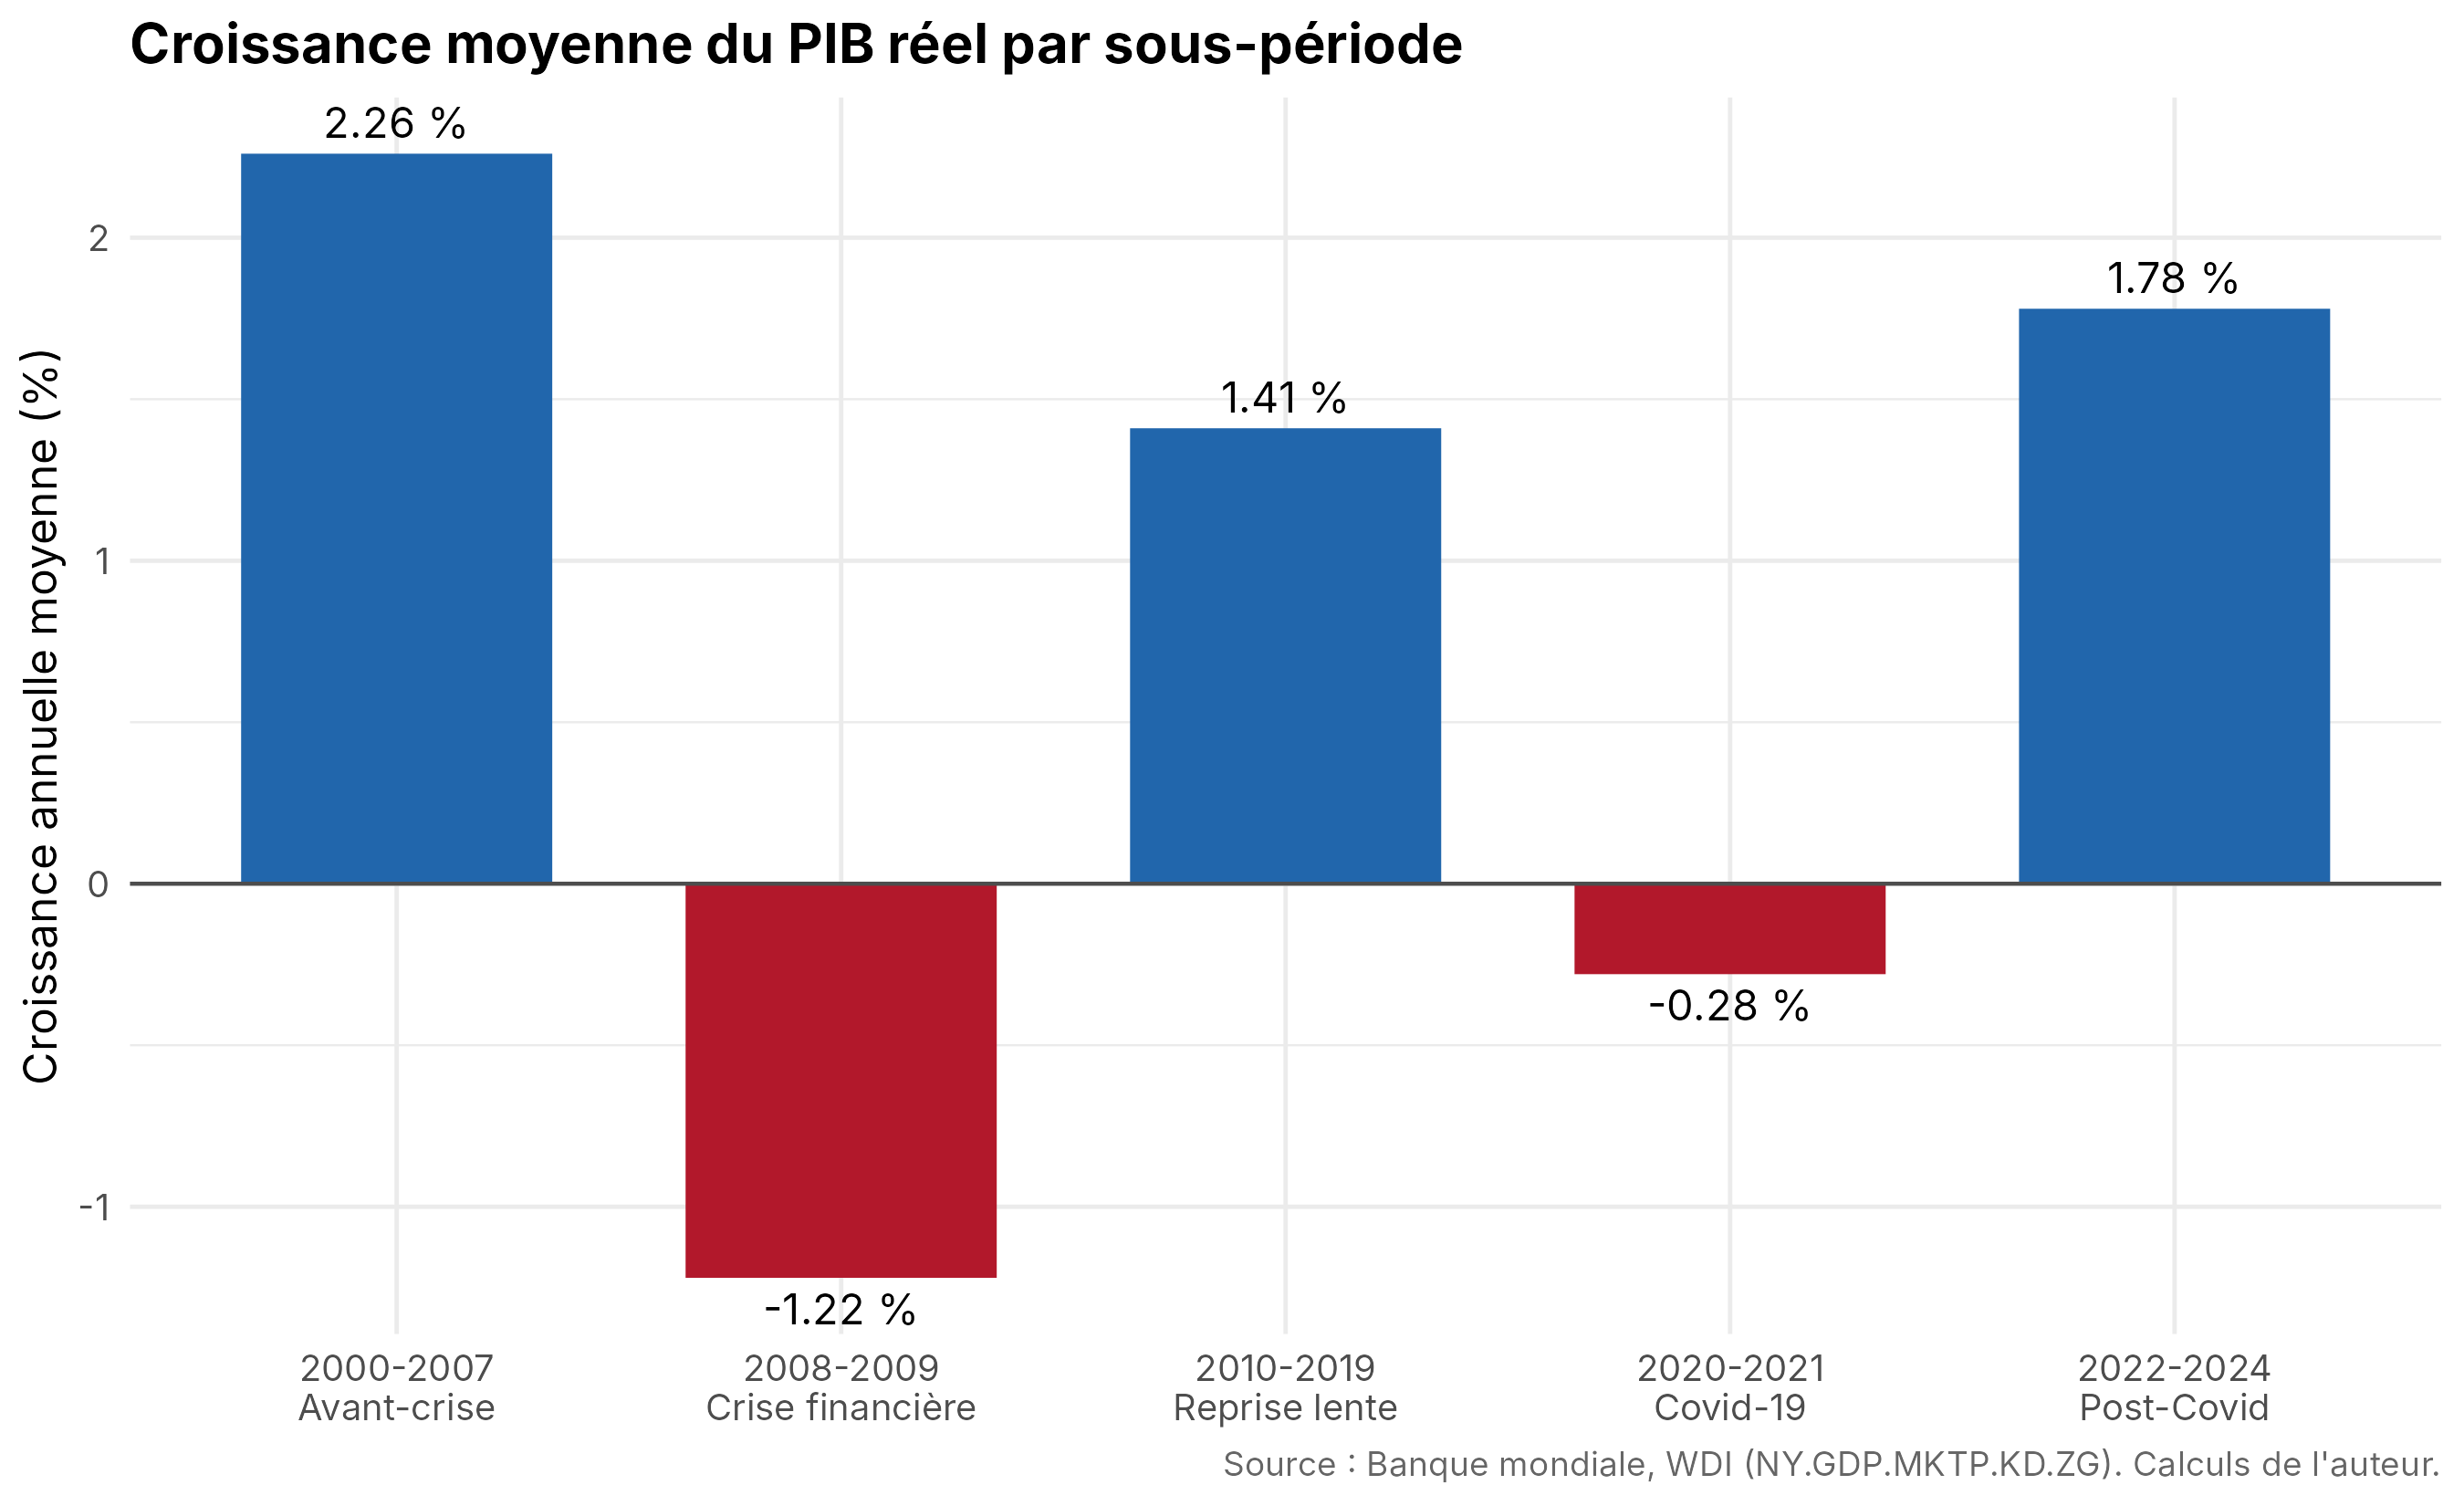 Croissance moyenne du PIB réel par sous-période
Croissance annuelle moyenne (%)
2
1
0
-1
2.26 %
-1.22 %
1.41 %
-0.28 %
1.78 %
2000-2007
Avant-crise
2008-2009
Crise financière
2010-2019
Reprise lente
2020-2021
Covid-19
2022-2024
Post-Covid
Source : Banque mondiale, WDI (NY.GDP.MKTP.KD.ZG). Calculs de l'auteur.